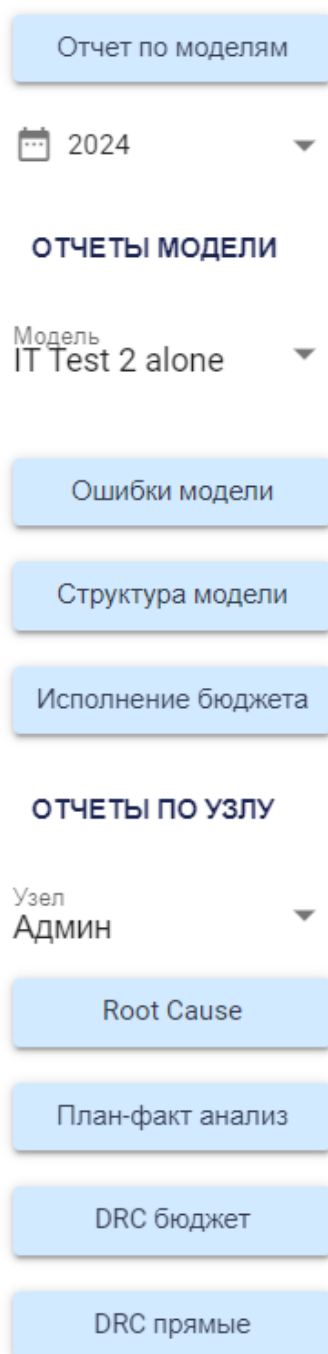 Отчет по моделям
2024
ОТЧЕТЫ МОДЕЛИ
Модель
IT Test 2 alone
Ошибки модели
Структура модели
Исполнение бюджета
ОТЧЕТЫ ПО УЗЛУ
Узел
Админ
Root Cause
План-факт анализ
DRC бюджет
DRC прямые